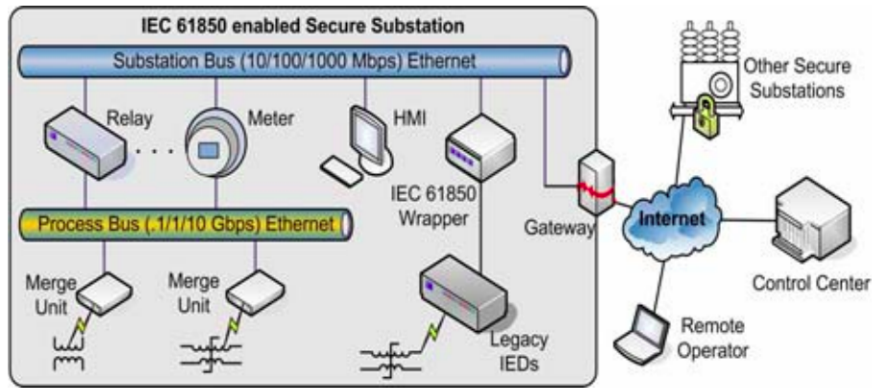 IEC 61850 enabled Secure Substation
Substation Bus (10/100/1000 Mbps) Ethernet
Relay
Meter
HMI
IEC 61850
Wrapper
Gateway
Other Secure
Substations
Internet
Control Center
Process Bus (.1/1/10 Gbps) Ethernet
Merge
Unit
Merge
Unit
Legacy
IEDs
Remote
Operator